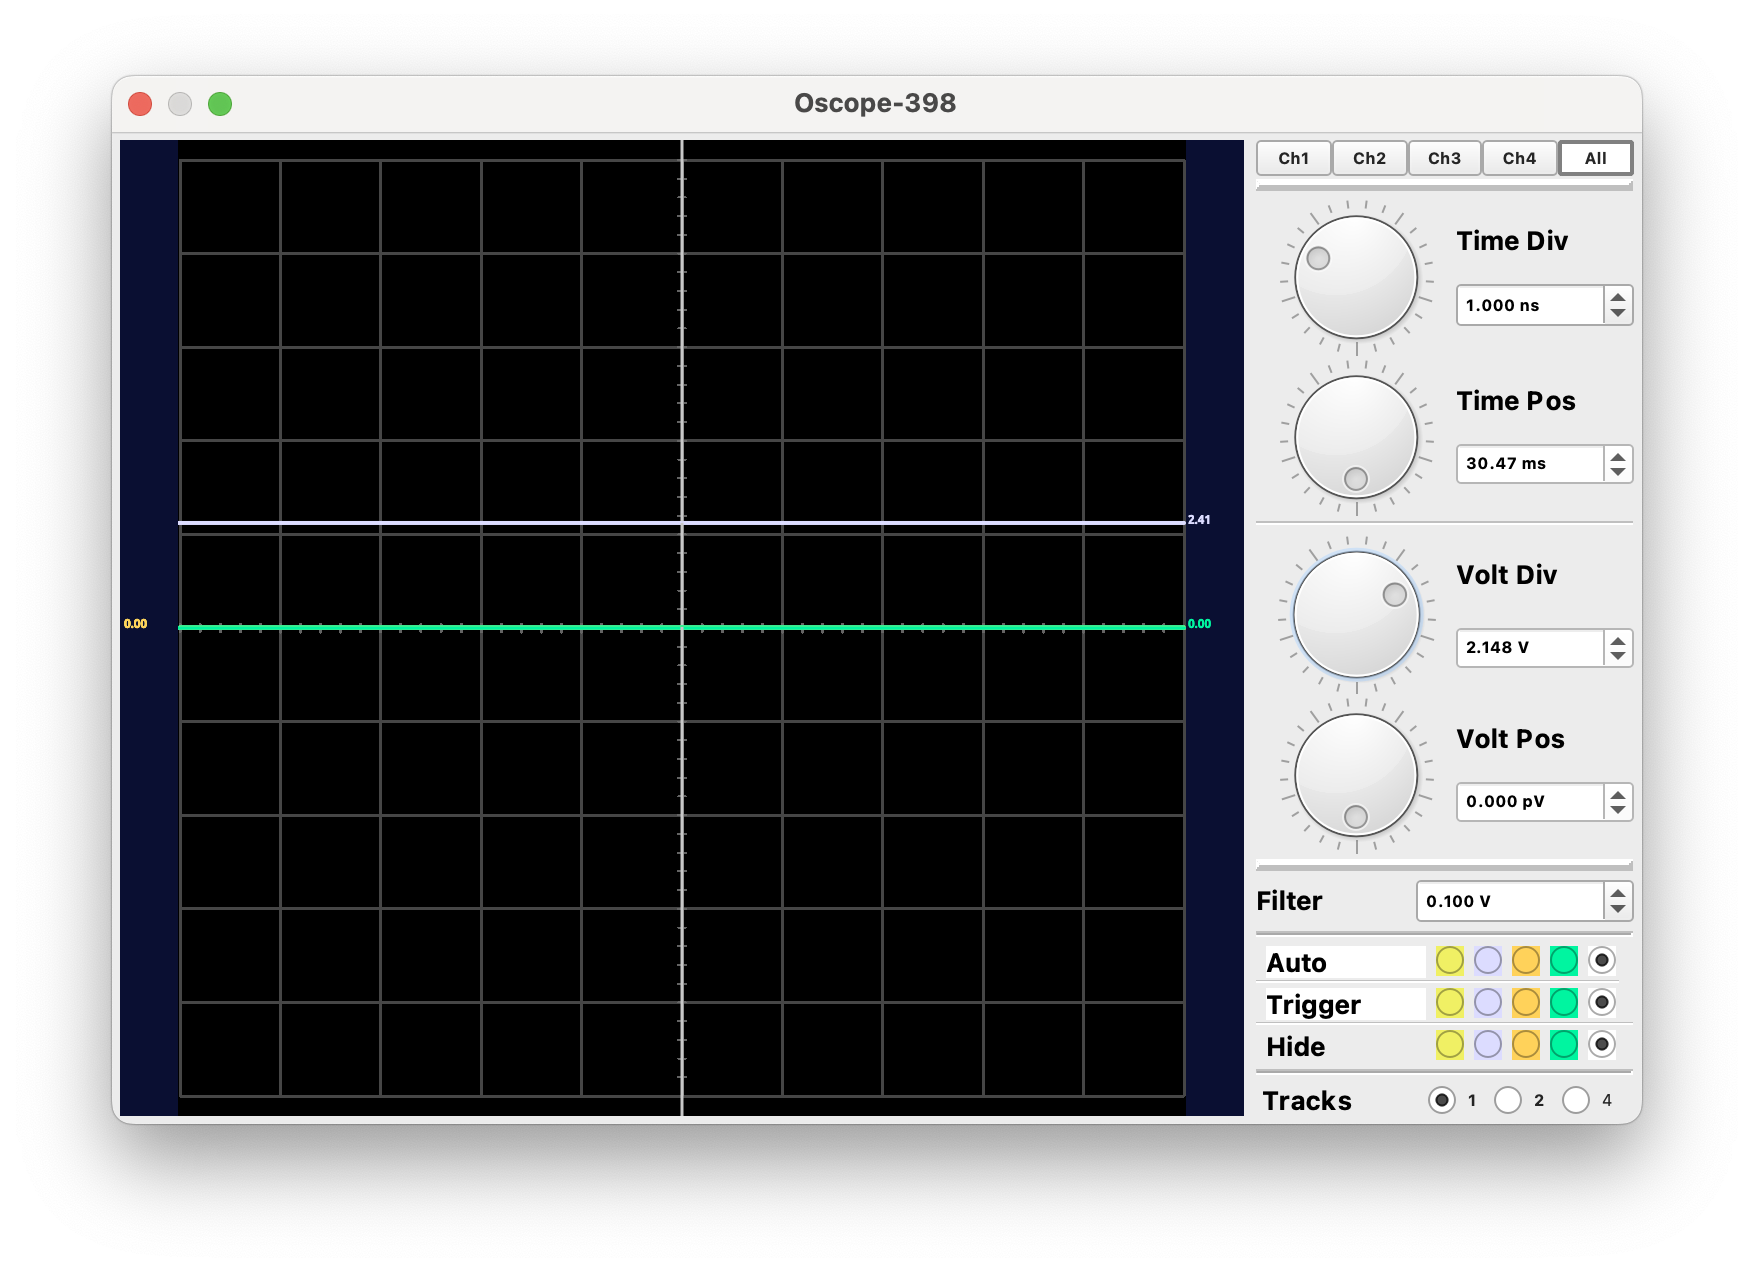 Oscope-398
Ch1 Ch2 Ch3 Ch4 All
Time Div
1.000 ns
Time Pos
30.47 ms
2.41
Volt Div
0.00
0.00
2.148 V
Volt Pos
0.000 pV
Filter
0.100 V
Auto
Trigger
Hide
Tracks 1 2 4